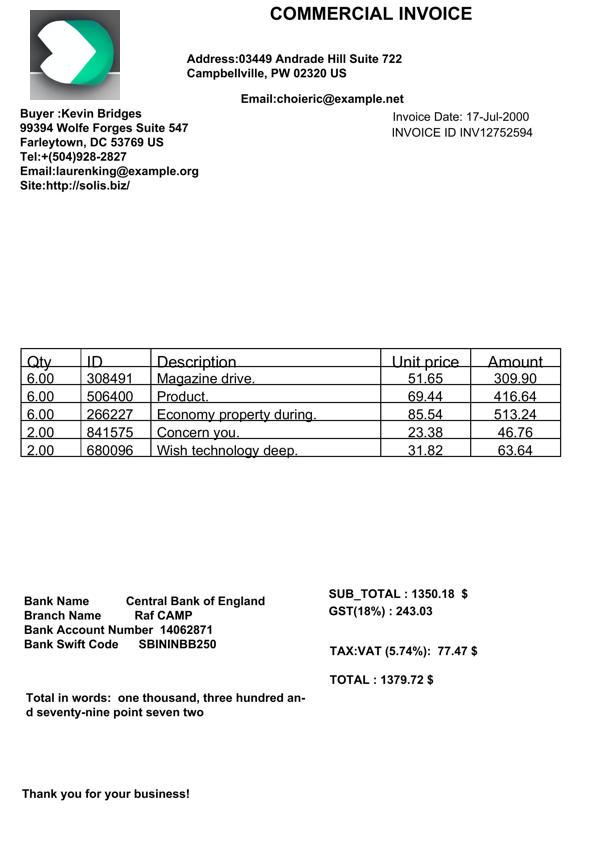 COMMERCIAL INVOICE
Address:03449 Andrade Hill Suite 722
Campbellville, PW 02320 US
Email:choieric@example.net
Buyer :Kevin Bridges
99394 Wolfe Forges Suite 547
Farleytown, DC 53769 US
Tel:+(504)928-2827
Email:laurenking@example.org
Site:http://solis.biz/
Invoice Date: 17-Jul-2000
INVOICE ID INV12752594
Qty ID Description Unit price Amount
6.00 308491 Magazine drive. 51.65 309.90
6.00 506400 Product. 69.44 416.64
6.00 266227 Economy property during. 85.54 513.24
2.00 841575 Concern you. 23.38 46.76
2.00 680096 Wish technology deep. 31.82 63.64
Bank Name Central Bank of England
Branch Name Raf CAMP
Bank Account Number 14062871
Bank Swift Code SBININBB250
SUB_TOTAL : 1350.18 $
GST(18%) : 243.03
TAX:VAT (5.74%): 77.47 $
TOTAL : 1379.72 $
Total in words: one thousand, three hundred an-
d seventy-nine point seven two
Thank you for your business!